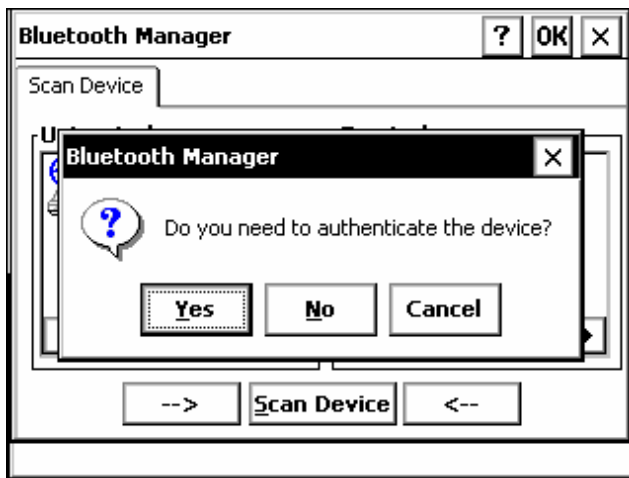 Bluetooth Manager ? OK ×
Scan Device
Bluetooth Manager ×
? Do you need to authenticate the device?
Yes No Cancel
--> Scan Device <--